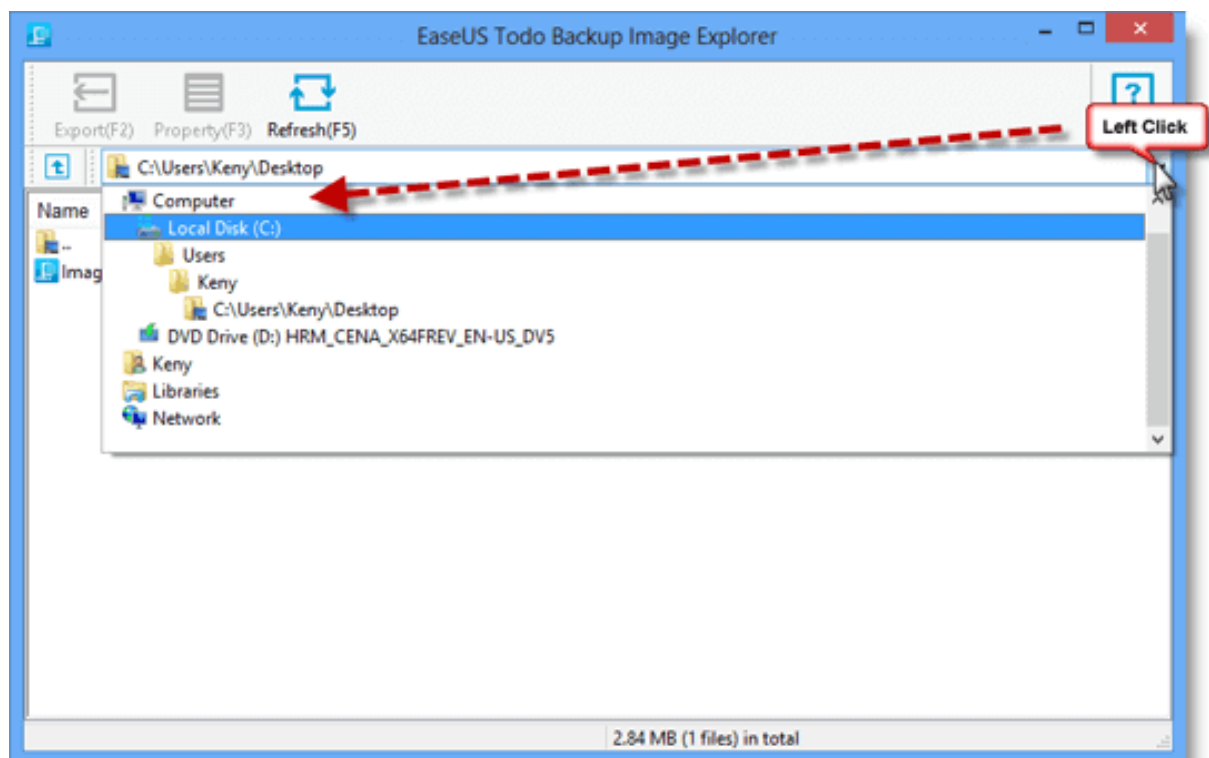 EaseUS Todo Backup Image Explorer
Export(F2) Property(F3) Refresh(F5)
?
Left Click
C:\Users\Keny\Desktop
Name
Computer
Local Disk (C:)
..
Users
Imag
Keny
C:\Users\Keny\Desktop
DVD Drive (D:) HRM_CENA_X64FREV_EN-US_DV5
Keny
Libraries
Network
2.84 MB (1 files) in total